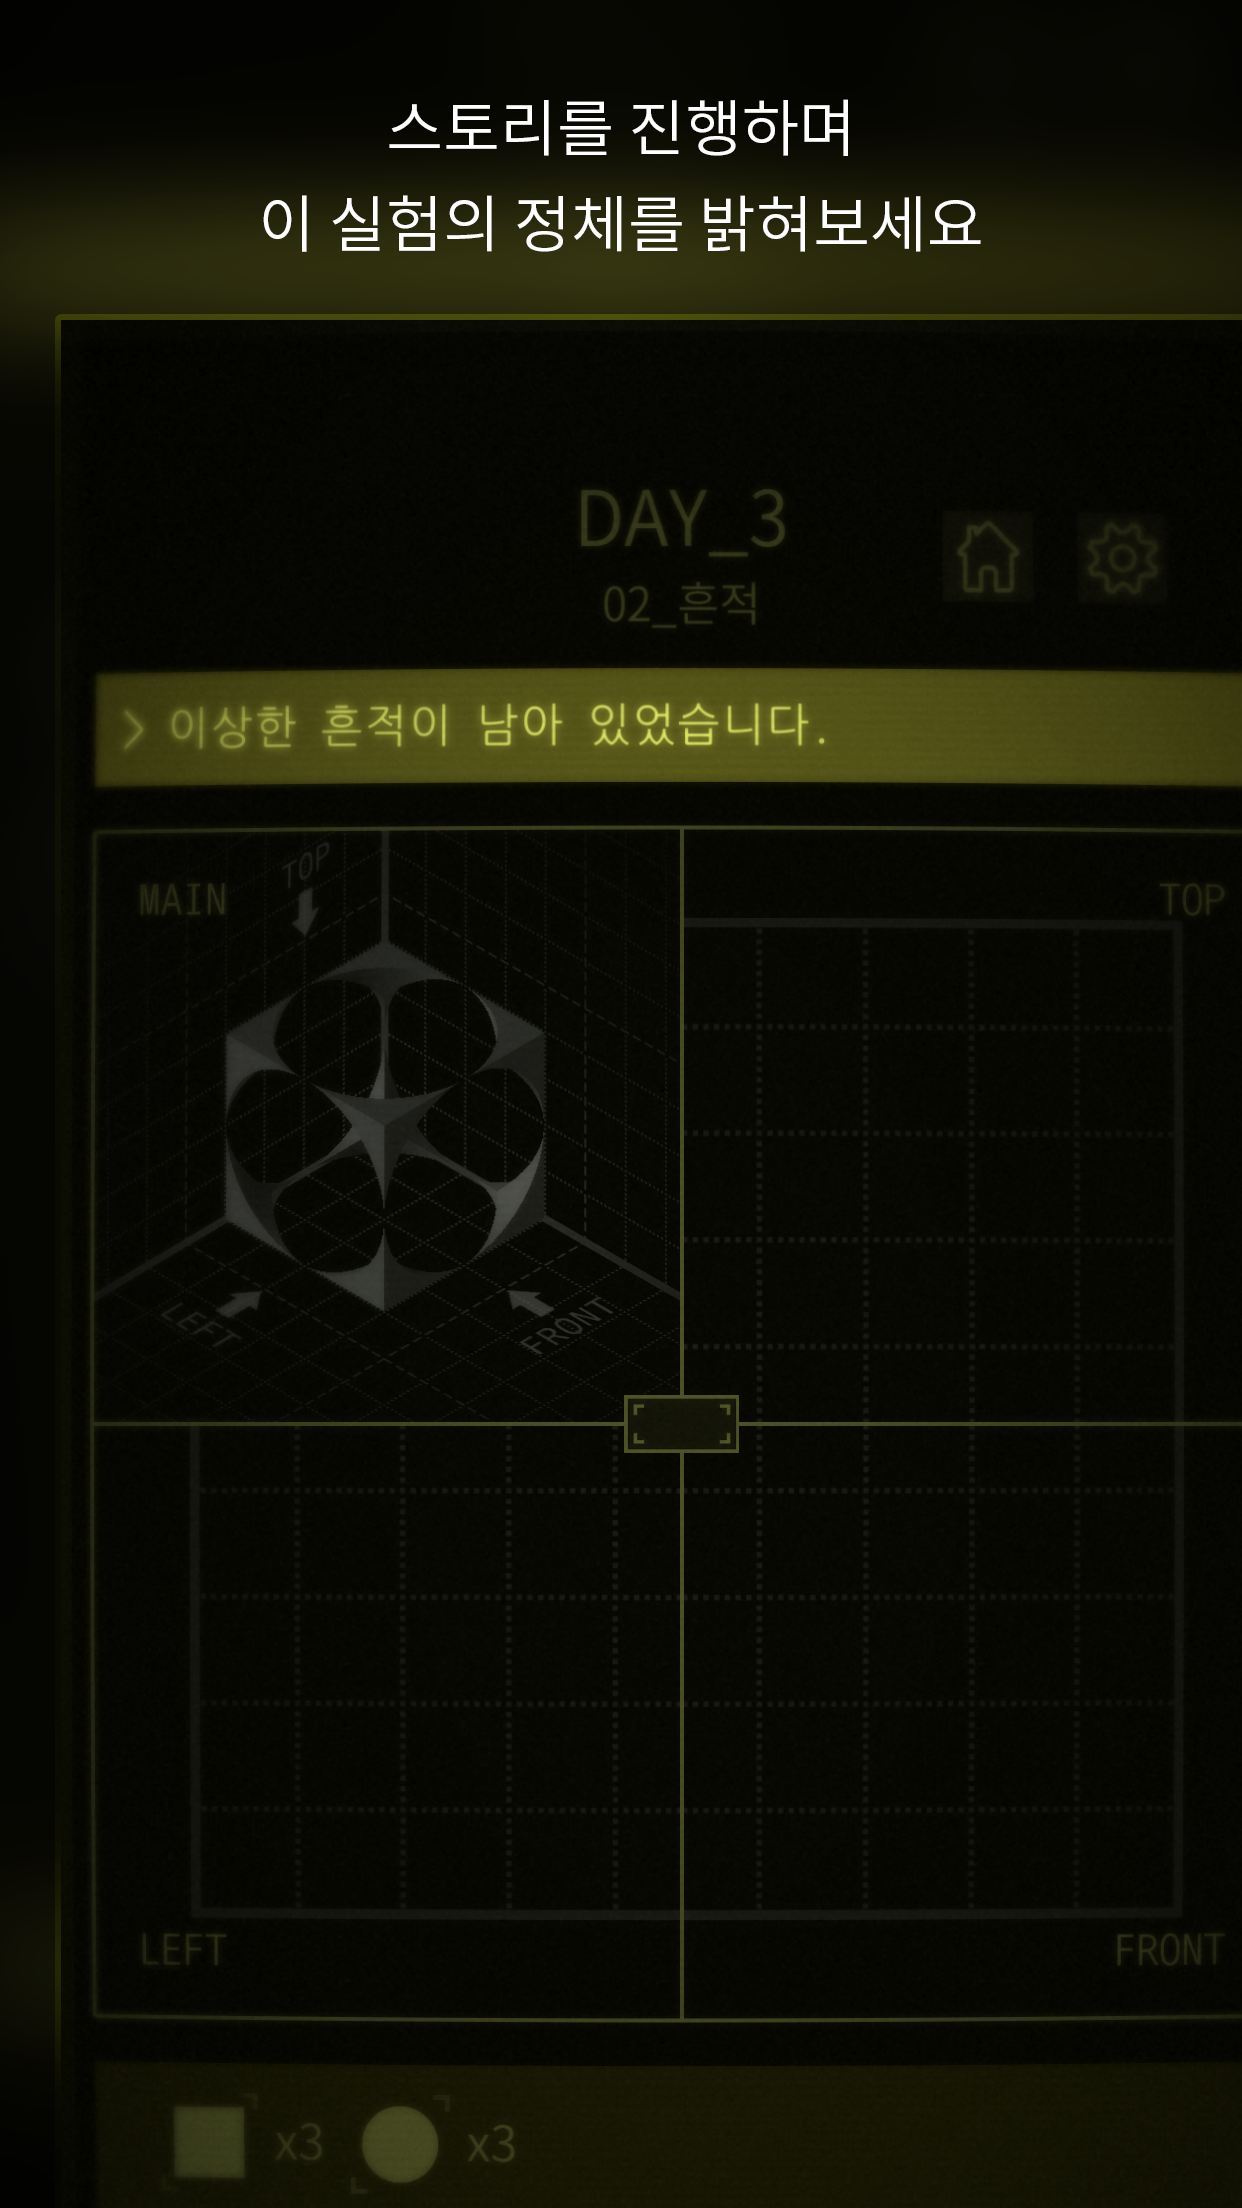 스토리를 진행하며
이 실험의 정체를 밝혀보세요
DAY_3
02_흔적
> 이상한 흔적이 남아 있었습니다.
MAIN
TOP
TOP
LEFT
FRONT
LEFT
FRONT
x3
x3